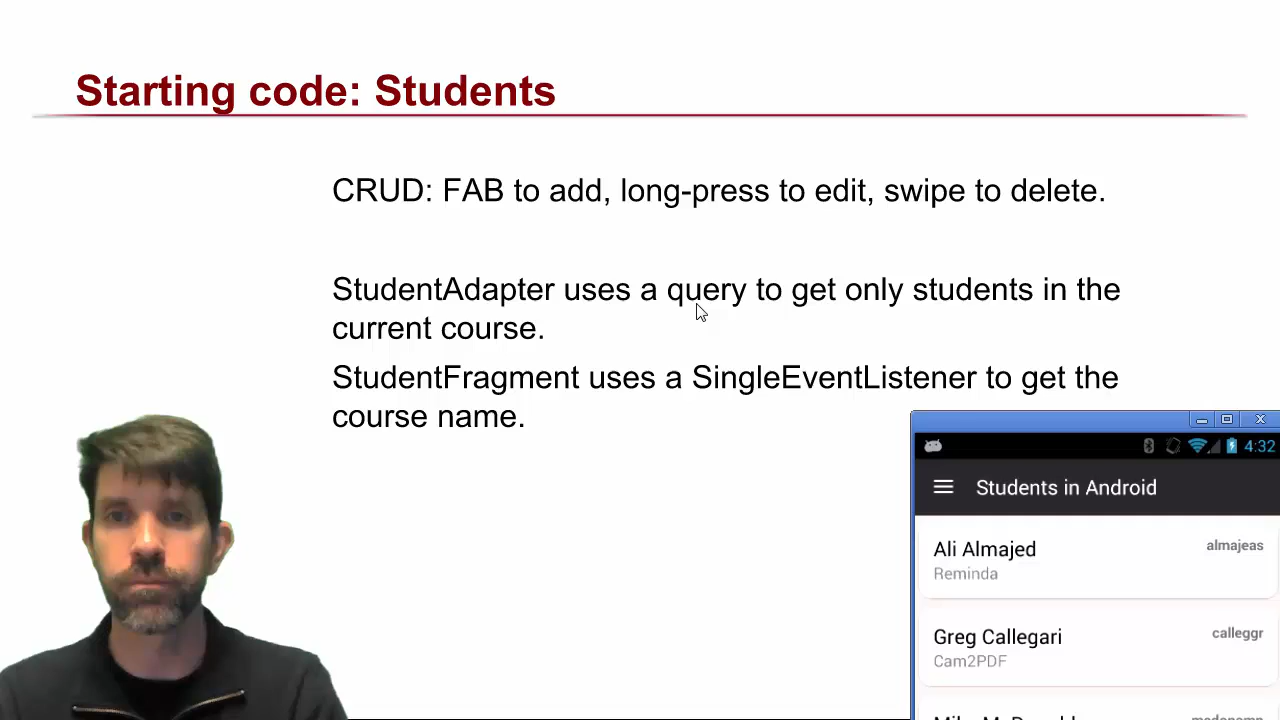 Starting code: Students
CRUD: FAB to add, long-press to edit, swipe to delete.
StudentAdapter uses a query to get only students in the
current course.
StudentFragment uses a SingleEventListener to get the
course name.
4:32
Students in Android
Ali Almajed
almajeas
Reminda
Greg Callegari
calleggr
Cam2PDF